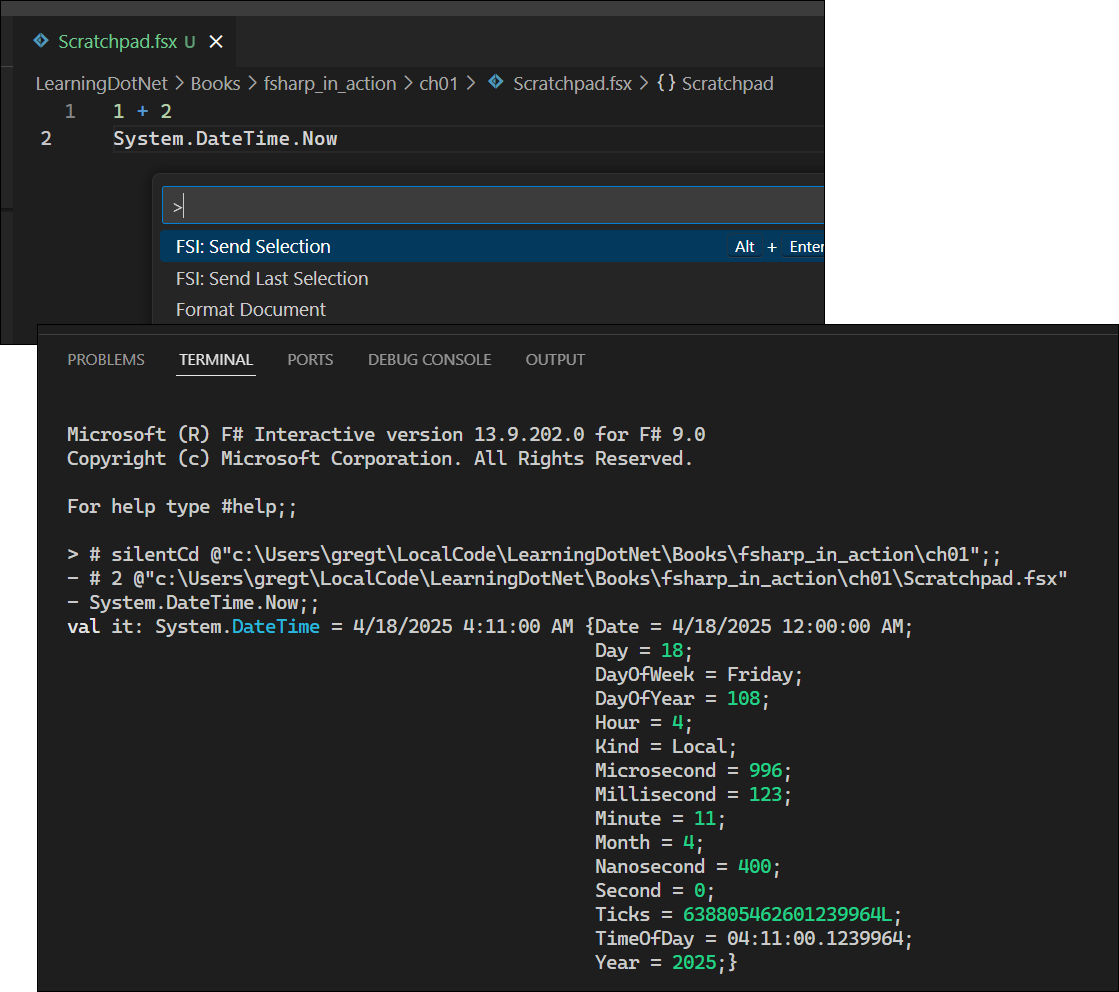 Scratchpad.fsx U
LearningDotNet > Books > fsharp_in_action > ch01 > Scratchpad.fsx > {} Scratchpad
1 1 + 2
2 System.DateTime.Now
>
FSI: Send Selection Alt + Enter
FSI: Send Last Selection
Format Document
PROBLEMS TERMINAL PORTS DEBUG CONSOLE OUTPUT
Microsoft (R) F# Interactive version 13.9.202.0 for F# 9.0
Copyright (c) Microsoft Corporation. All Rights Reserved.
For help type #help;;
> # silentCd @"c:\Users\gregt\LocalCode\LearningDotNet\Books\fsharp_in_action\ch01";;
- # 2 @"c:\Users\gregt\LocalCode\LearningDotNet\Books\fsharp_in_action\ch01\Scratchpad.fsx"
- System.DateTime.Now;;
val it: System.DateTime = 4/18/2025 4:11:00 AM {Date = 4/18/2025 12:00:00 AM;
Day = 18;
DayOfWeek = Friday;
DayOfYear = 108;
Hour = 4;
Kind = Local;
Microsecond = 996;
Millisecond = 123;
Minute = 11;
Month = 4;
Nanosecond = 400;
Second = 0;
Ticks = 638805462601239964L;
TimeOfDay = 04:11:00.1239964;
Year = 2025;}